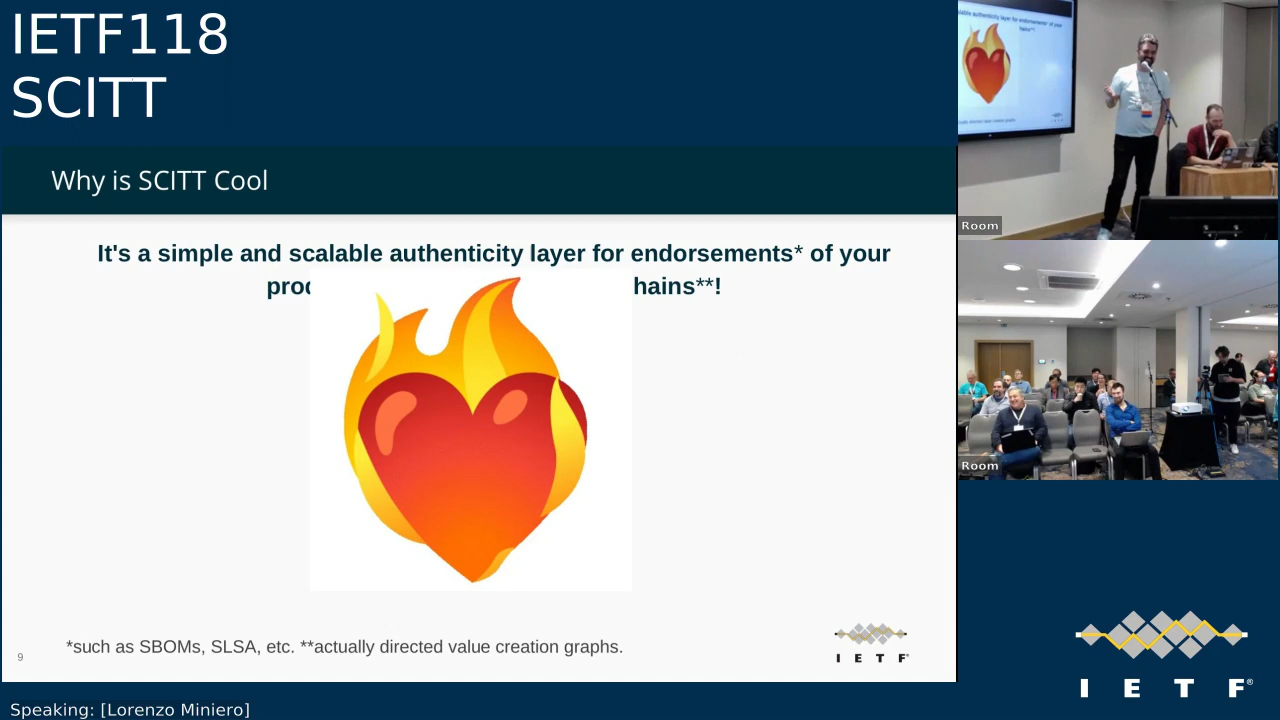 IETF118
SCITT
Why is SCITT Cool
It's a simple and scalable authenticity layer for endorsements* of your
hains**!
*such as SBOMs, SLSA, etc. **actually directed value creation graphs.
9
I E T F®
Room
Room
I E T F®
Speaking: [Lorenzo Miniero]